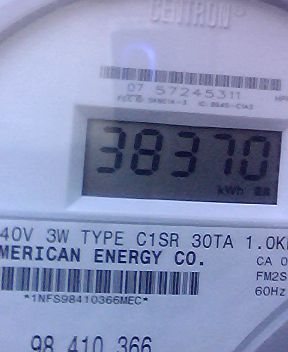 CENTRON®
07 57245311
38370
kWh
40V 3W TYPE C1SR 30TA 1.0K
MERICAN ENERGY CO.
CA 0
FM2S
60Hz
*1NFS98410366MEC*
98 410 366